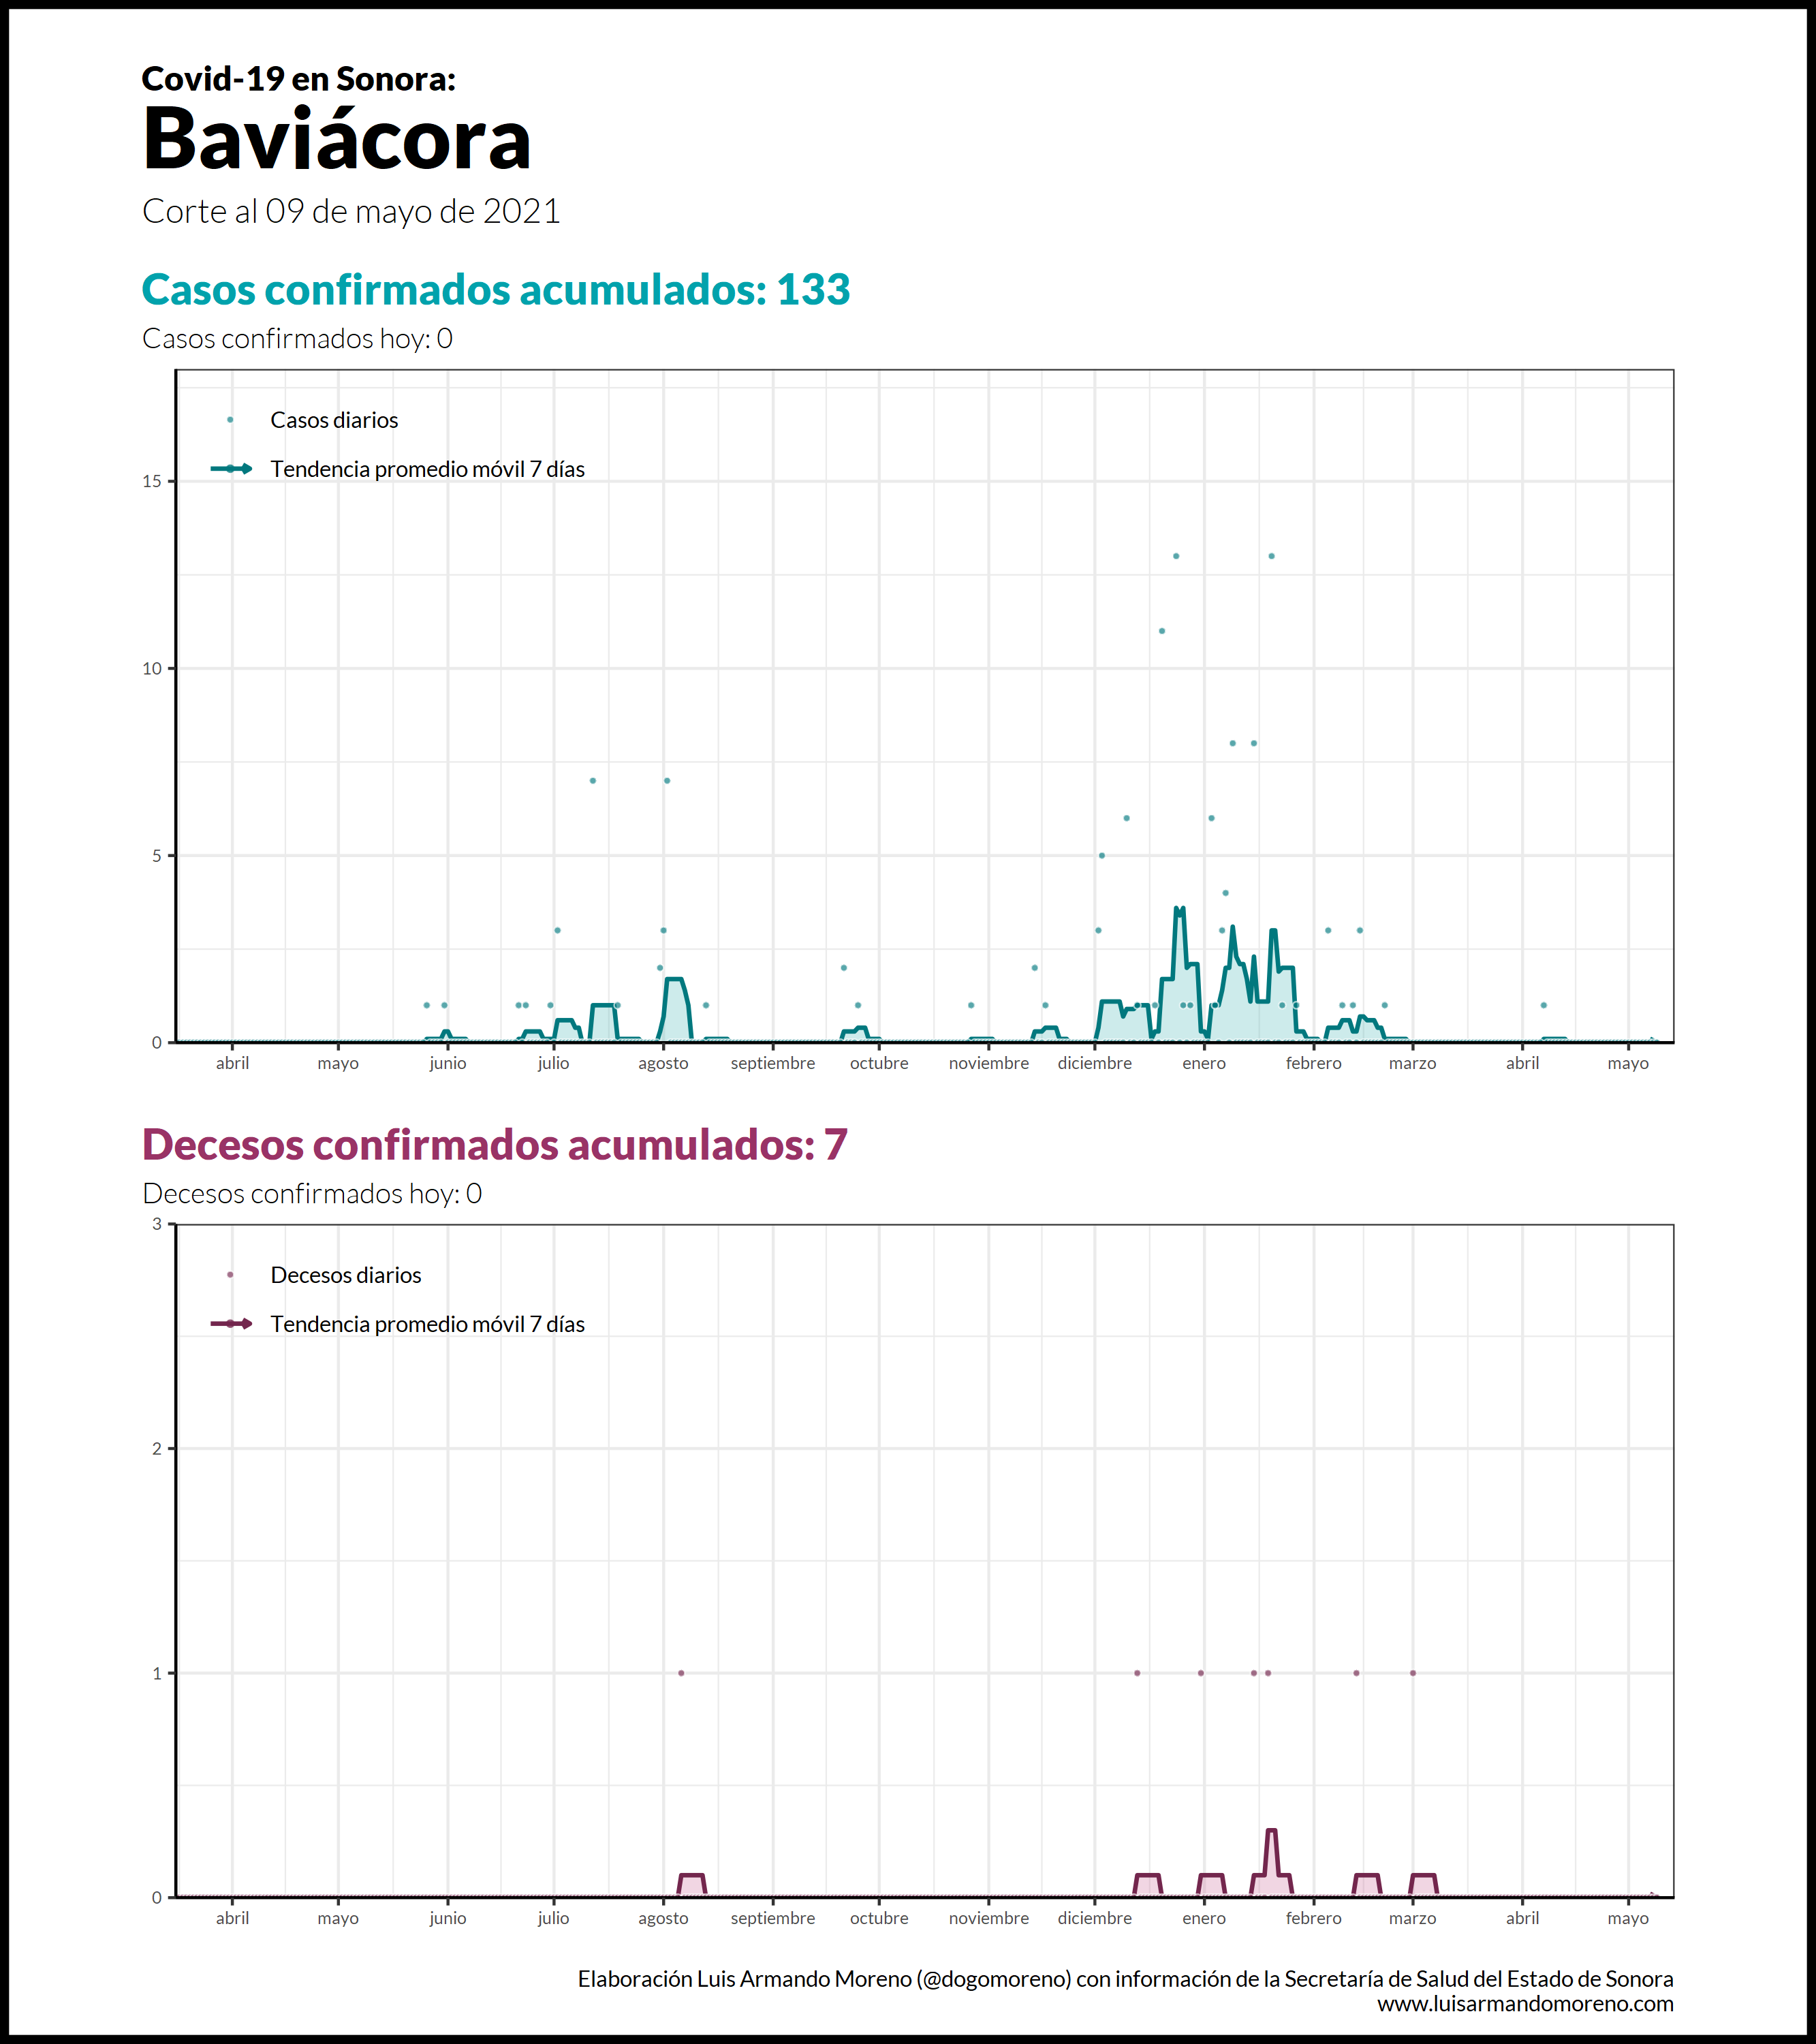 Covid-19 en Sonora:
Baviácora
Corte al 09 de mayo de 2021
Casos confirmados acumulados: 133
Casos confirmados hoy: 0
Casos diarios
Tendencia promedio móvil 7 días
15
10
5
0
abril mayo junio julio agosto septiembre octubre noviembre diciembre enero febrero marzo abril mayo
Decesos confirmados acumulados: 7
Decesos confirmados hoy: 0
3
Decesos diarios
Tendencia promedio móvil 7 días
2
1
0
abril mayo junio julio agosto septiembre octubre noviembre diciembre enero febrero marzo abril mayo
Elaboración Luis Armando Moreno (@dogomoreno) con información de la Secretaría de Salud del Estado de Sonora
www.luisarmandomoreno.com